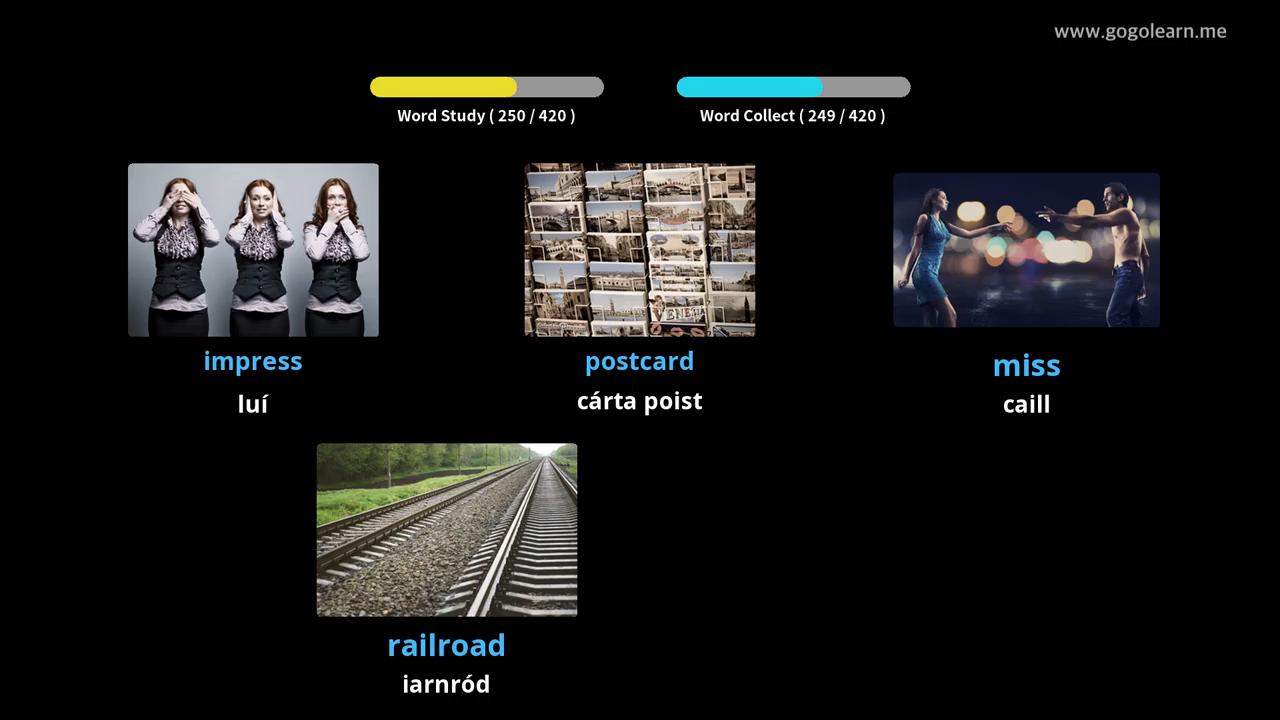 www.gogolearn.me
Word Study ( 250 / 420 )
Word Collect ( 249 / 420 )
impress
postcard
miss
luí
cárta poist
caill
railroad
iarnród